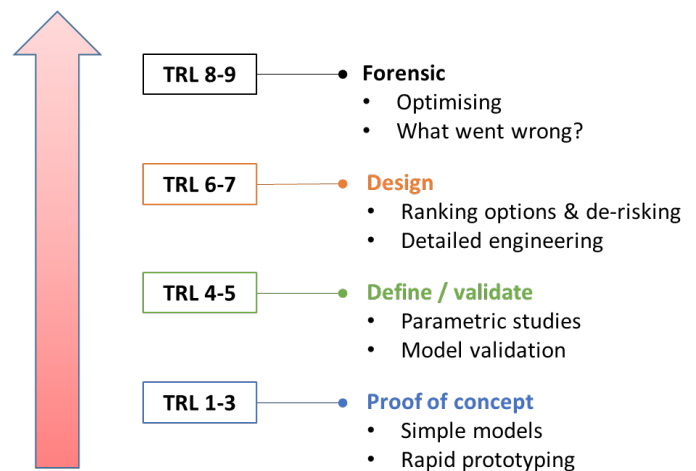 TRL 8-9
Forensic
• Optimising
• What went wrong?
TRL 6-7
Design
• Ranking options & de-risking
• Detailed engineering
TRL 4-5
Define / validate
• Parametric studies
• Model validation
TRL 1-3
Proof of concept
• Simple models
• Rapid prototyping